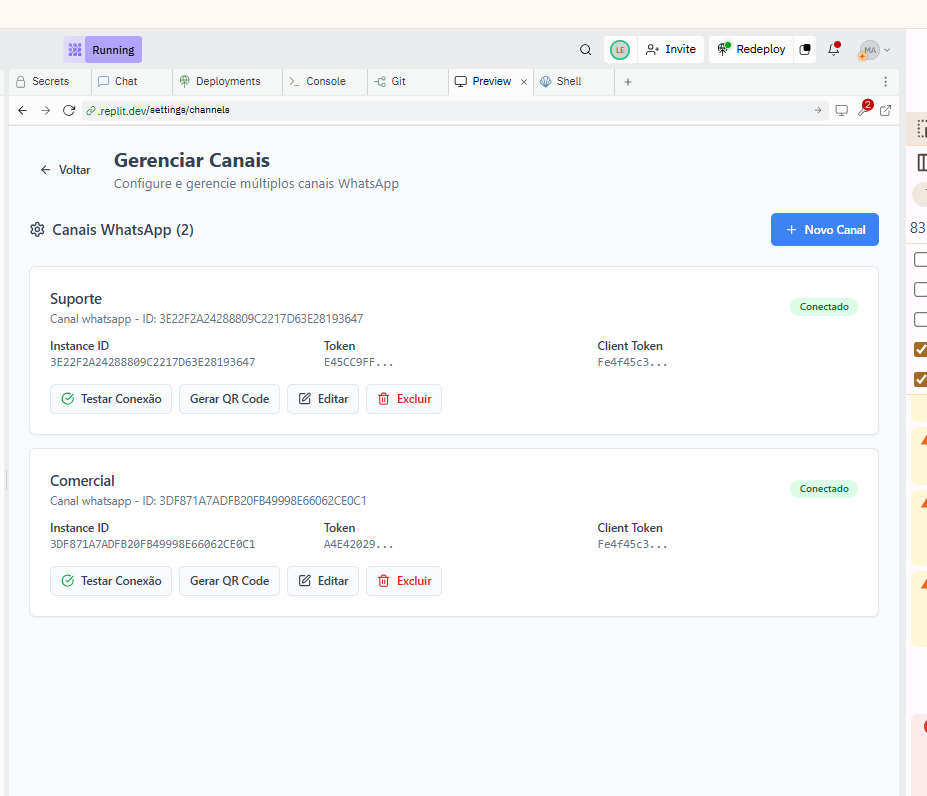 Running
LE
Invite
Redeploy
MA
Secrets
Chat
Deployments
Console
Git
Preview
Shell
.replit.dev/settings/channels
2
Voltar
Gerenciar Canais
Configure e gerencie múltiplos canais WhatsApp
Canais WhatsApp (2)
+ Novo Canal
83
Suporte
Conectado
Canal whatsapp - ID: 3E22F2A24288809C2217D63E28193647
Instance ID Token Client Token
3E22F2A24288809C2217D63E28193647 E45CC9FF... Fe4f45c3...
Testar Conexão Gerar QR Code Editar Excluir
Comercial
Conectado
Canal whatsapp - ID: 3DF871A7ADFB20FB49998E66062CE0C1
Instance ID Token Client Token
3DF871A7ADFB20FB49998E66062CE0C1 A4E42029... Fe4f45c3...
Testar Conexão Gerar QR Code Editar Excluir